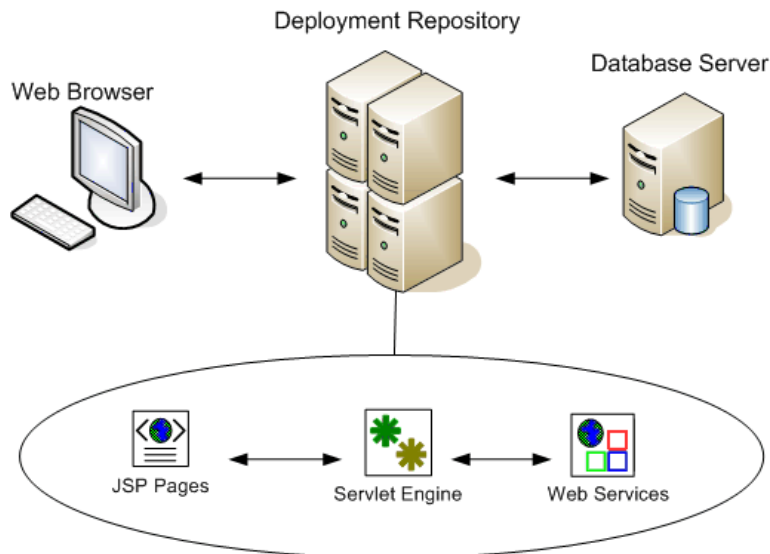 Deployment Repository
Database Server
Web Browser
JSP Pages
Servlet Engine
Web Services